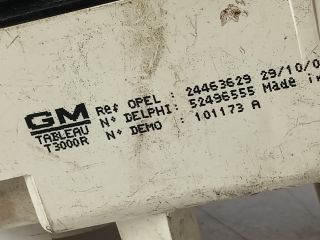 GM
TABLEAU
T3000R
Ref OPEL : 24463629 29/10/0
N° DELPHI: 52496555 Made i
N° DEMO : 101173 A